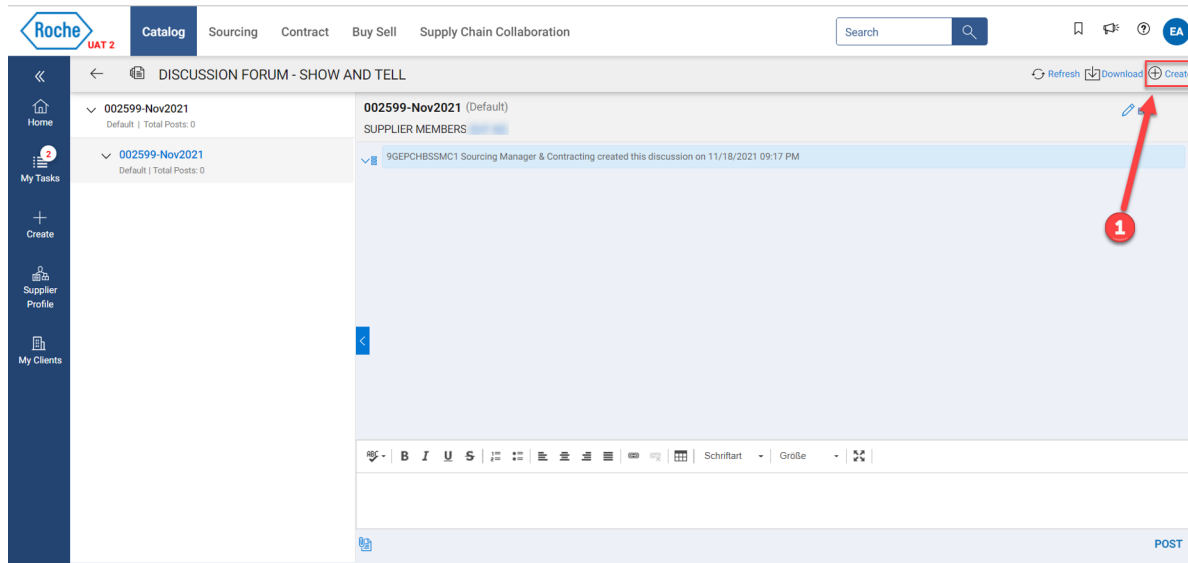 Roche
UAT 2
Catalog Sourcing Contract Buy Sell Supply Chain Collaboration
Search
EA
DISCUSSION FORUM - SHOW AND TELL
Refresh Download Create
Home
2
My Tasks
Create
Supplier
Profile
My Clients
002599-Nov2021
Default | Total Posts: 0
002599-Nov2021
Default | Total Posts: 0
002599-Nov2021 (Default)
SUPPLIER MEMBERS
9GEPCHBSSMC1 Sourcing Manager & Contracting created this discussion on 11/18/2021 09:17 PM
1
ABC B I U S Schriftart Größe
POST